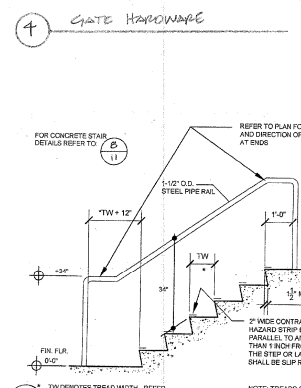 4 GATE HARDWARE
FOR CONCRETE STAIR
DETAILS REFER TO:
B
11
REFER TO PLAN FO
AND DIRECTION OF
AT ENDS
1-1/2" O.D.
STEEL PIPE RAIL
*TW + 12"
1'-0"
TW
*
+34"
34"
FIN. FLR.
0'-0"
2" WIDE CONTRA
HAZARD STRIP
PARALLEL TO AN
THAN 1 INCH FR
THE STEP OR LA
SHALL BE SLIP R
* TW DENOTES TREAD WIDTH - REFER
NOTE: TREADS